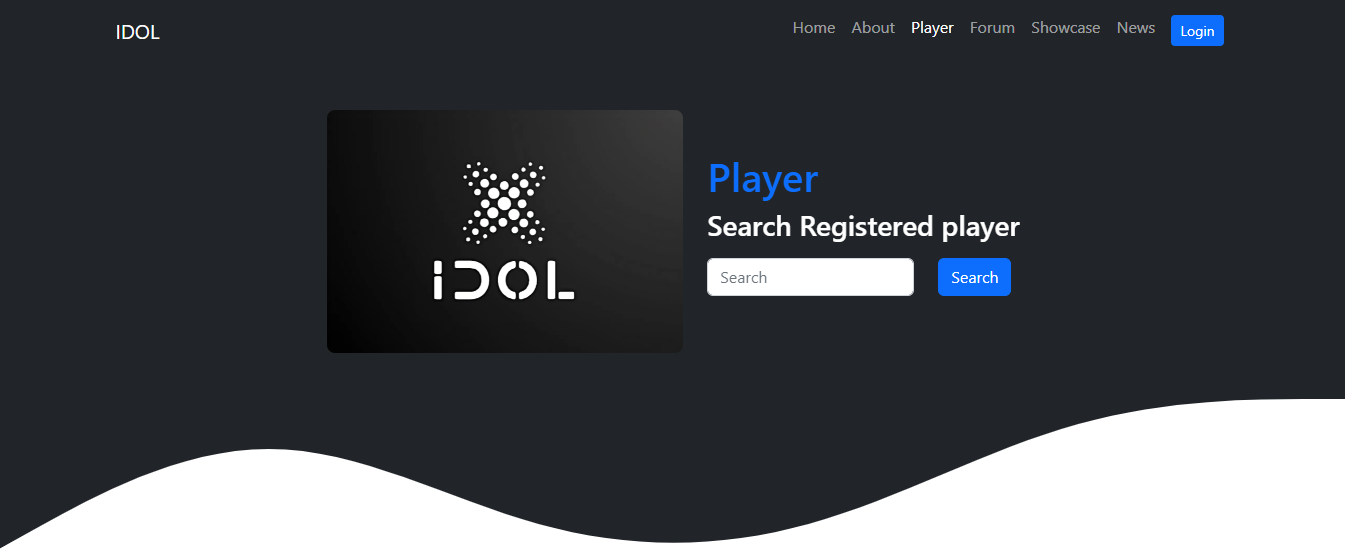 IDOL
Home About Player Forum Showcase News Login
iDOL
Player
Search Registered player
Search Search